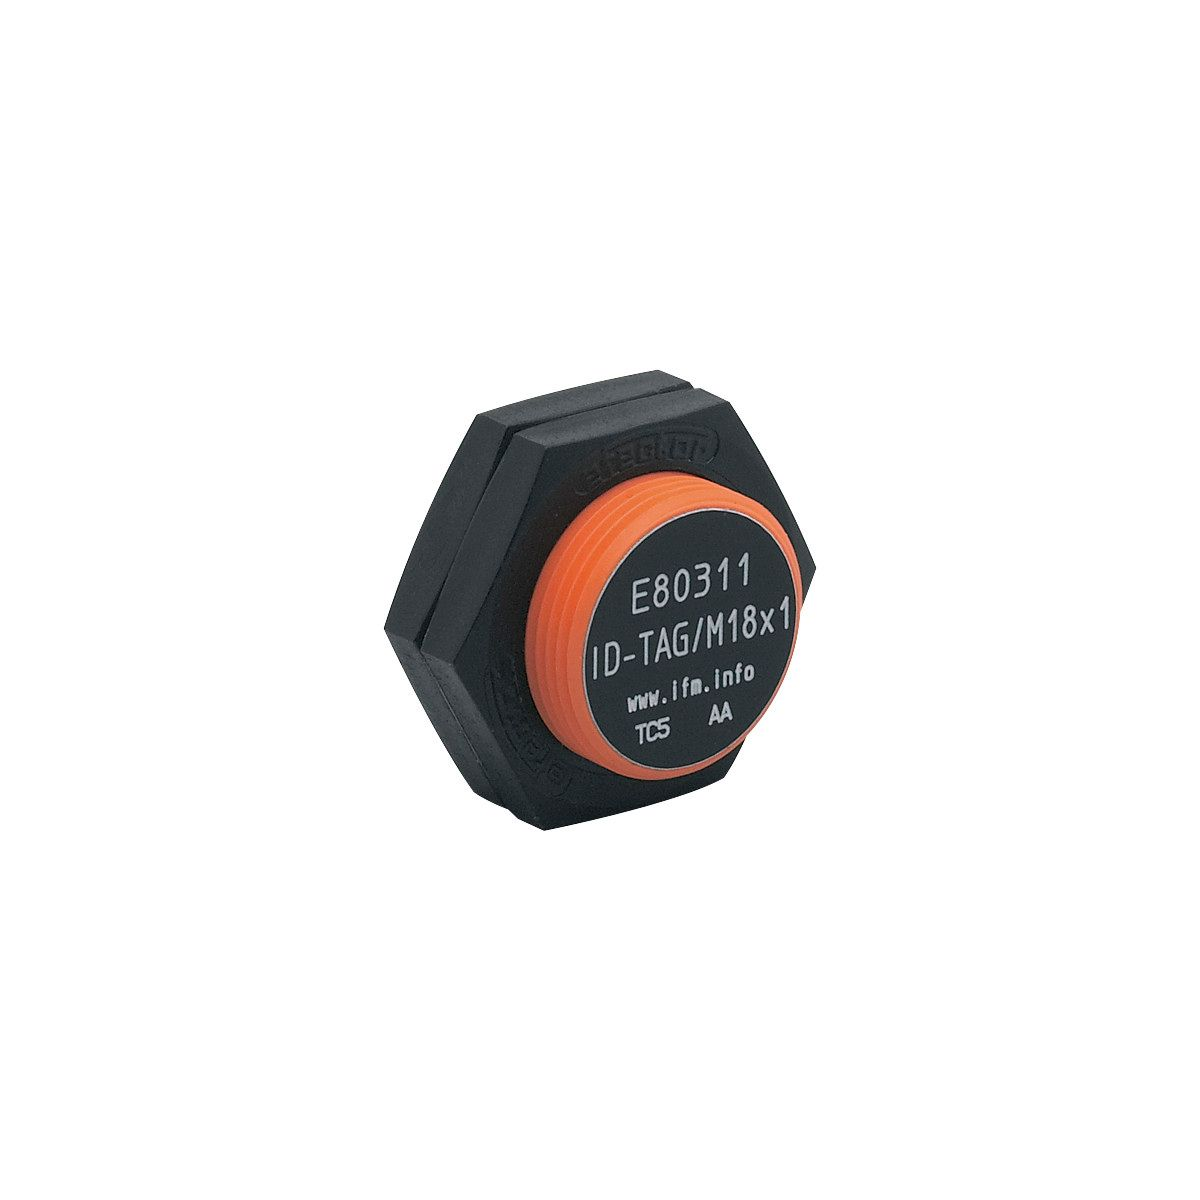 E80311
ID-TAG/M18x1
www.ifm.info
TC5 AA